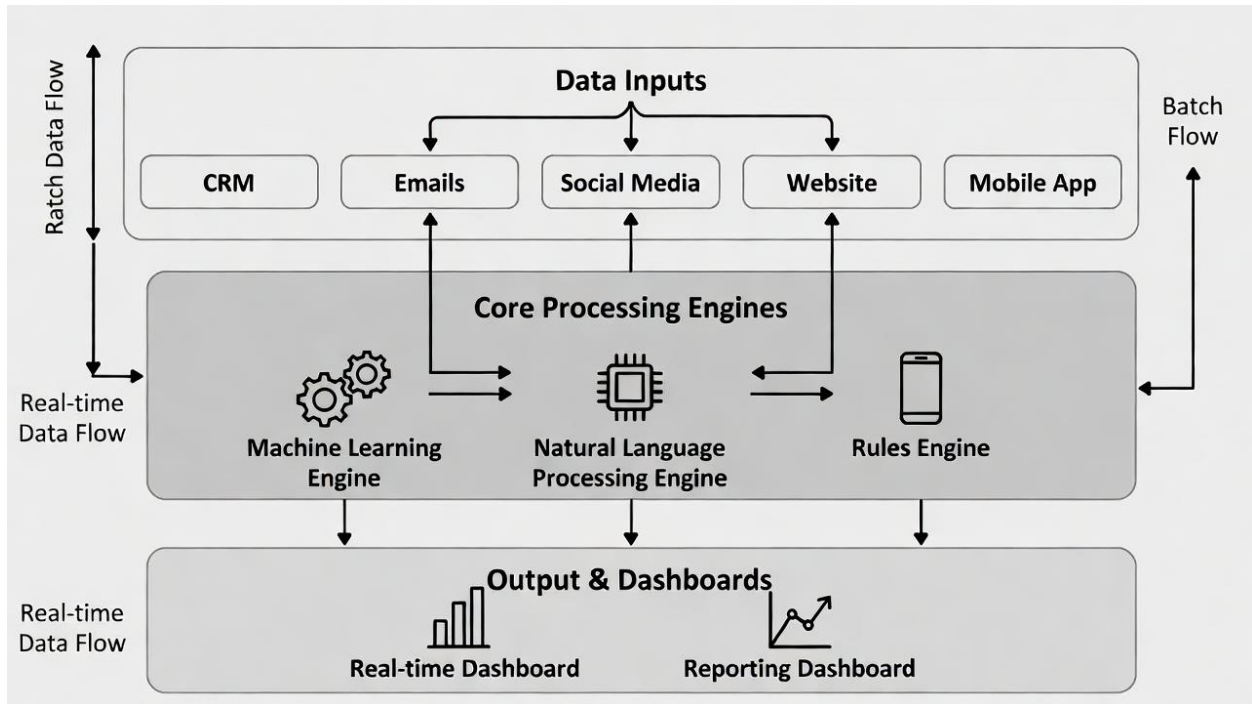 Data Inputs
Ratch Data Flow
Batch
Flow
CRM
Emails
Social Media
Website
Mobile App
Core Processing Engines
Real-time
Data Flow
Machine Learning
Engine
Natural Language
Processing Engine
Rules Engine
Output & Dashboards
Real-time
Data Flow
Real-time Dashboard
Reporting Dashboard